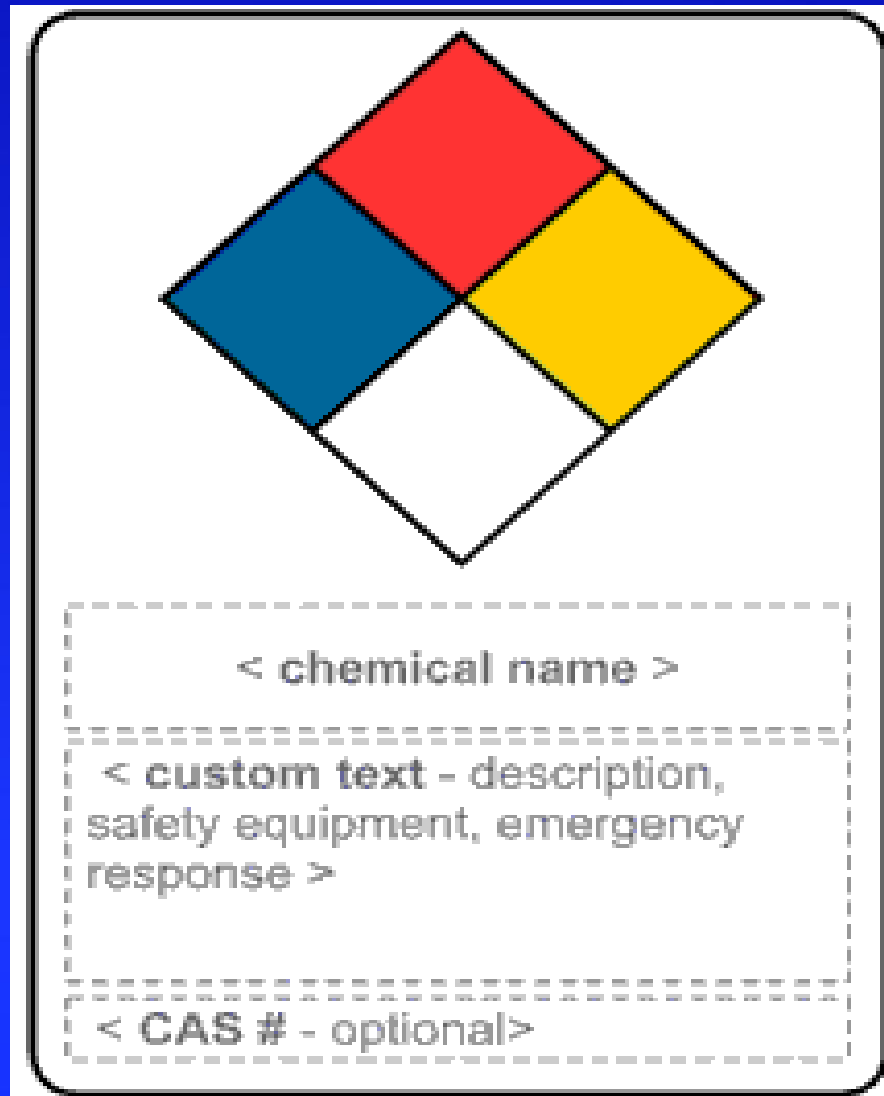 < chemical name >
< custom text - description,
safety equipment, emergency
response >
< CAS # - optional>